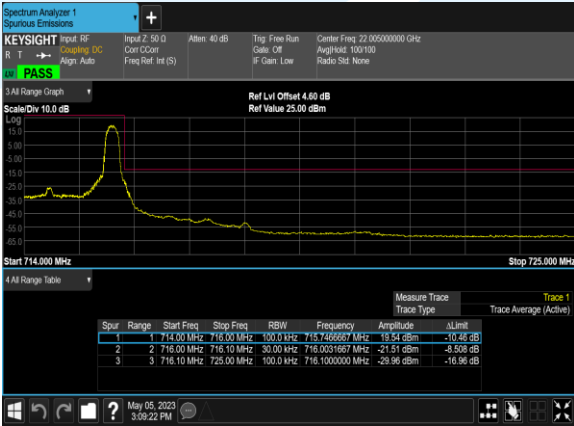 Spectrum Analyzer 1
Spurious Emissions
+
KEYSIGHT
R T
LW
PASS
Input: RF
Coupling: DC
Align: Auto
Input Z: 50 Ω
Corr CCorr
Freq Ref: Int (S)
Atten: 40 dB
Trig: Free Run
Gate: Off
IF Gain: Low
Center Freq: 22.005000000 GHz
Avg|Hold: 100/100
Radio Std: None
3 All Range Graph
Ref Lvl Offset 4.60 dB
Scale/Div 10.0 dB
Ref Value 25.00 dBm
Log
15.0
5.00
-5.00
-15.0
-25.0
-35.0
-45.0
-55.0
-65.0
Start 714.000 MHz
Stop 725.000 MHz
4 All Range Table
Measure Trace Trace 1
Trace Type Trace Average (Active)
Spur Range Start Freq Stop Freq RBW Frequency Amplitude ΔLimit
1 1 714.00 MHz 716.00 MHz 100.0 kHz 715.7466667 MHz 19.54 dBm -10.46 dB
2 2 716.00 MHz 716.10 MHz 30.00 kHz 716.0031667 MHz -21.51 dBm -8.508 dB
3 3 716.10 MHz 725.00 MHz 100.0 kHz 716.1000000 MHz -29.96 dBm -16.96 dB
?
May 05, 2023
3:09:22 PM